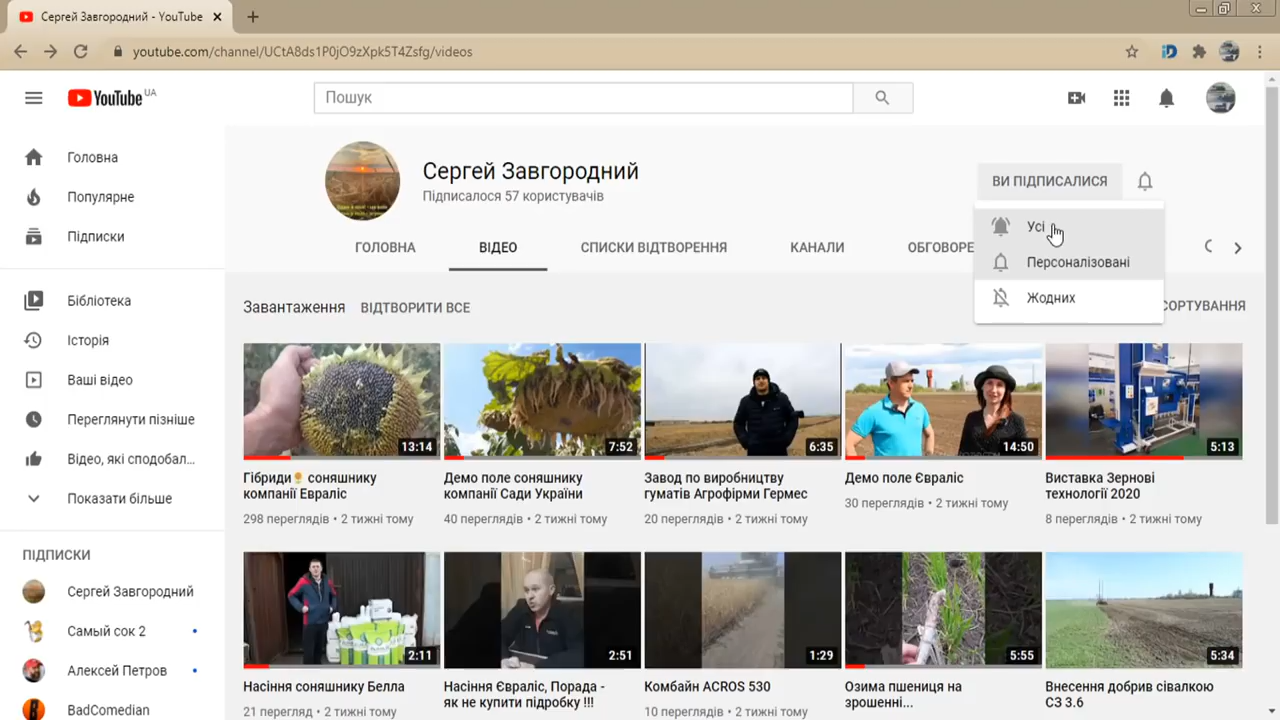 Сергей Завгородний - YouTube
youtube.com/channel/UCtA8ds1P0jO9zXpk5T4Zsfg/videos
YouTube UA
Пошук
Головна
Популярне
Підписки
Бібліотека
Історія
Ваші відео
Переглянути пізніше
Відео, які сподобал...
Показати більше
ПІДПИСКИ
Сергей Завгородний
Самый сок 2
Алексей Петров
BadComedian
Сергей Завгородний
Підписалося 57 користувачів
ВИ ПІДПИСАЛИСЯ
Усі
Персоналізовані
Жодних
ГОЛОВНА
ВІДЕО
СПИСКИ ВІДТВОРЕННЯ
КАНАЛИ
ОБГОВОРЕ
Завантаження
ВІДТВОРИТИ ВСЕ
СОРТУВАННЯ
13:14
7:52
6:35
14:50
5:13
Гібриди🌻 соняшнику
компанії Евраліс
298 переглядів • 2 тижні тому
Демо поле соняшнику
компанії Сади України
40 переглядів • 2 тижні тому
Завод по виробництву
гуматів Агрофірми Гермес
20 переглядів • 2 тижні тому
Демо поле Євраліс
30 переглядів • 2 тижні тому
Виставка Зернові
технології 2020
8 переглядів • 2 тижні тому
2:11
2:51
1:29
5:55
5:34
Насіння соняшнику Белла
21 перегляд • 2 тижні тому
Насіння Євраліс, Порада -
як не купити підробку !!!
Комбайн ACROS 530
10 переглядів • 2 тижні тому
Озима пшениця на
зрошенні...
Внесення добрив сівалкою
СЗ 3.6